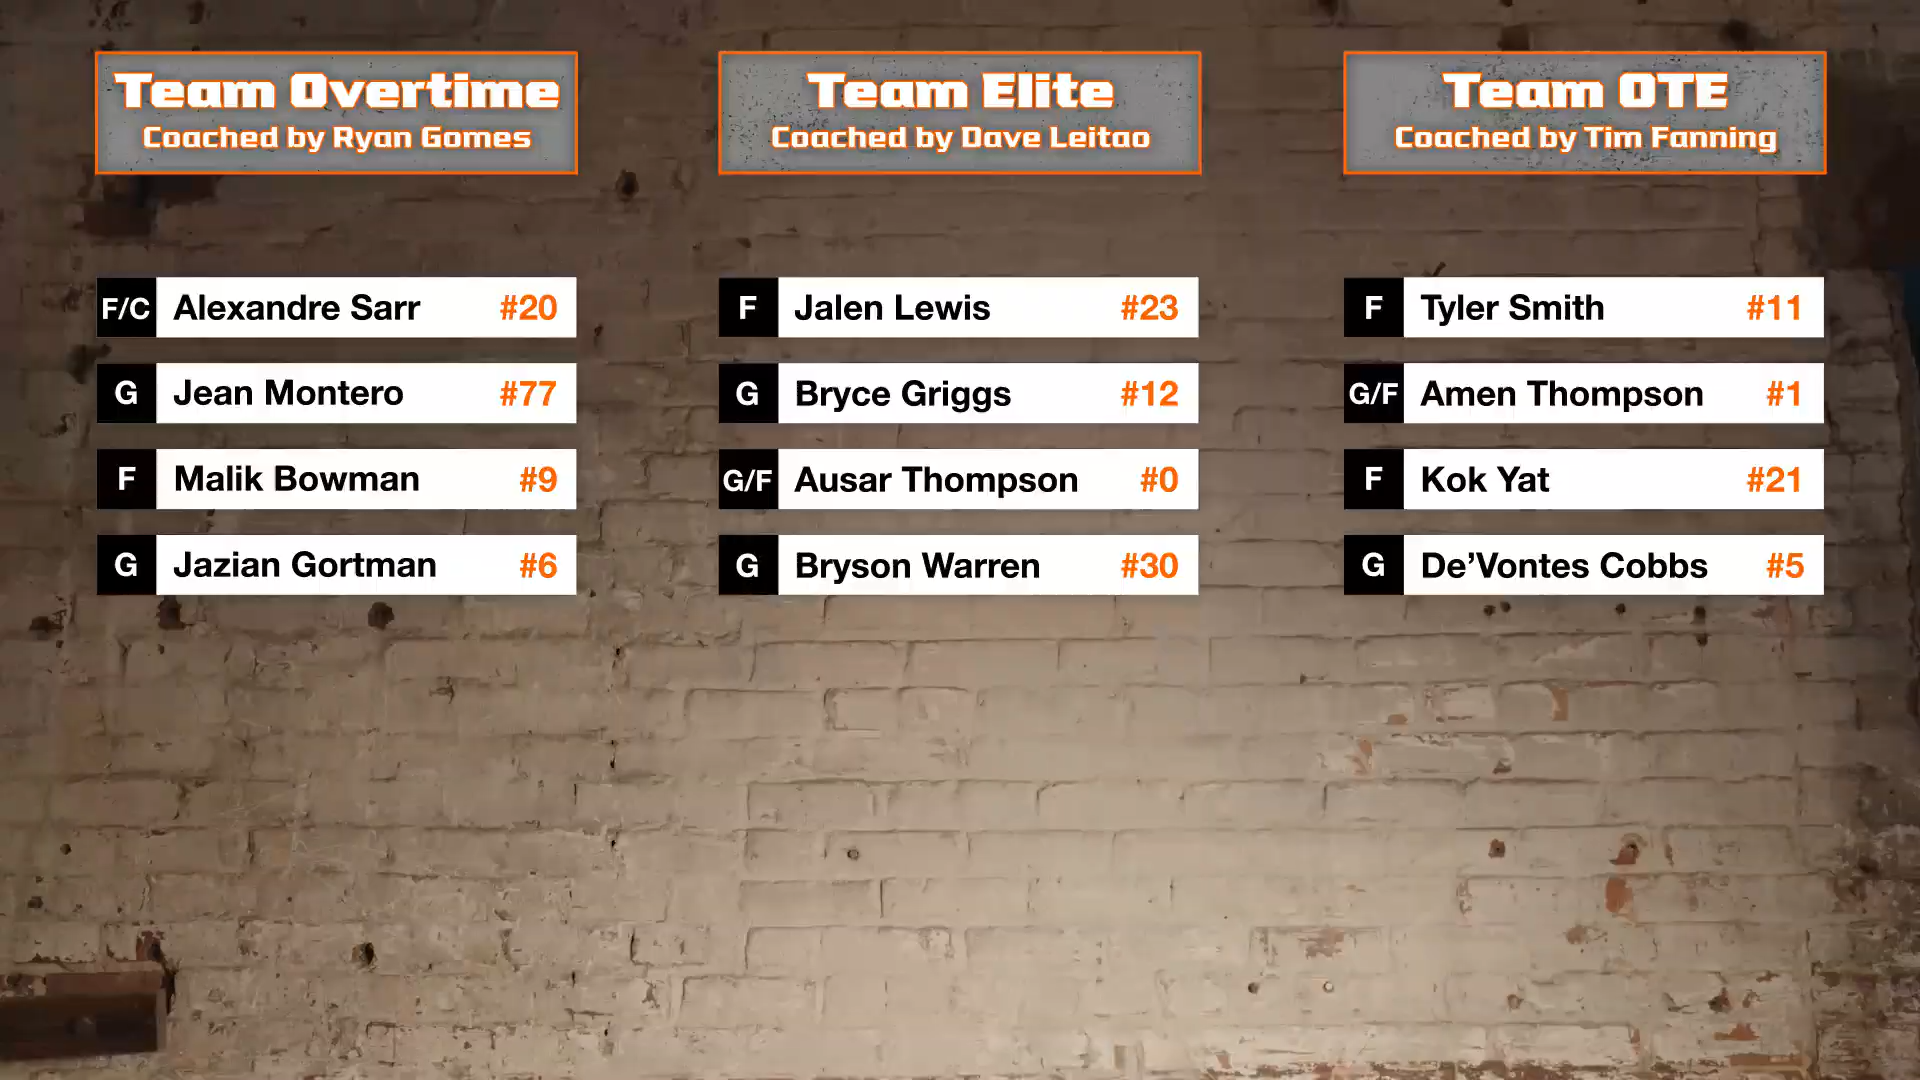 Team Overtime
Coached by Ryan Gomes
F/C Alexandre Sarr #20
G Jean Montero #77
F Malik Bowman #9
G Jazian Gortman #6
Team Elite
Coached by Dave Leitao
F Jalen Lewis #23
G Bryce Griggs #12
G/F Ausar Thompson #0
G Bryson Warren #30
Team OTE
Coached by Tim Fanning
F Tyler Smith #11
G/F Amen Thompson #1
F Kok Yat #21
G De’Vontes Cobbs #5